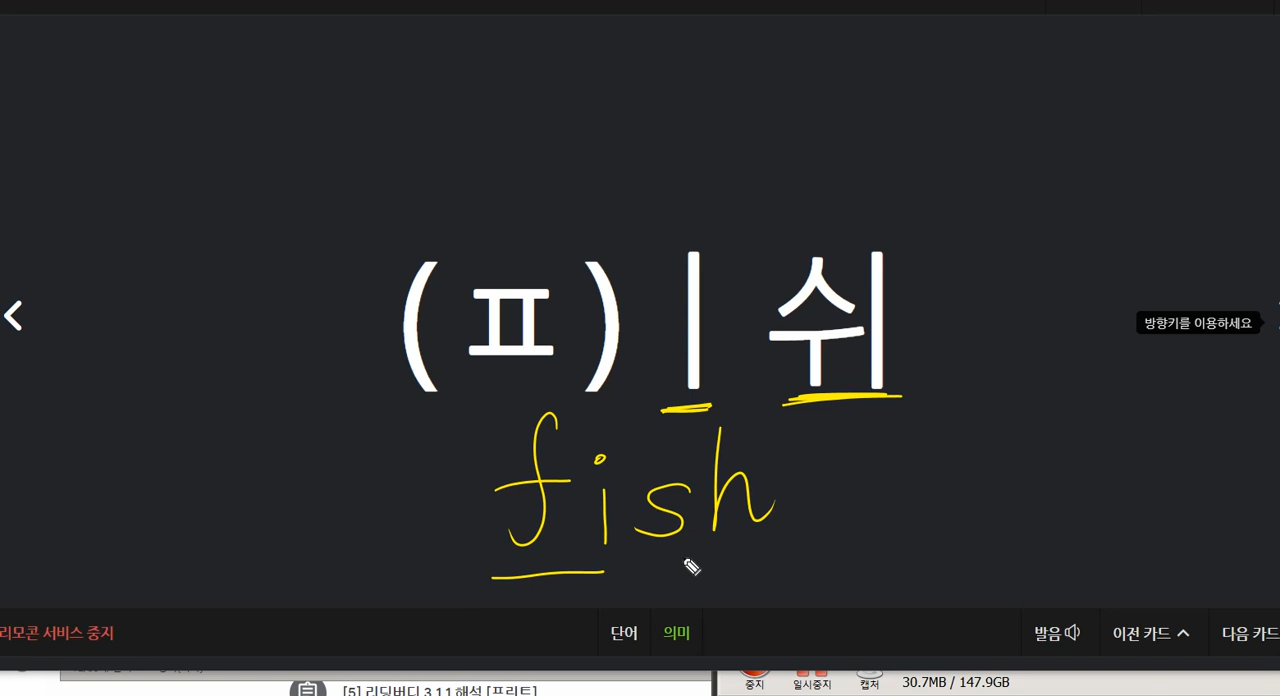 (ㅍ)ㅣ쉬
방향키를 이용하세요
fish
리모콘 서비스 중지
단어
의미
발음
이전 카드
다음 카드
[5] 리딩버디 3 1 1 해석 [프리트]
중지
일시중지
캡처
30.7MB / 147.9GB